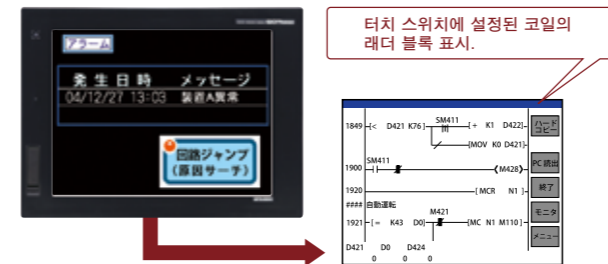 터치 스위치에 설정된 코일의
래더 블록 표시.
アラーム
発生日時 メッセージ
04/12/27 13:03 装置A異常
回路ジャンプ
(原因サーチ)
1849 [< D421 K76] SM411 [+ K1 D422]
[MOV K0 D421]
1900 SM411 (M428)
1920 [MCR N1]
#### 自動運転
1921 [= K43 D0] M421 [MC N1 M110]
D421 D0 D424
0 0 0
ハード
コピー
PC 読出
終了
モニタ
メニュー